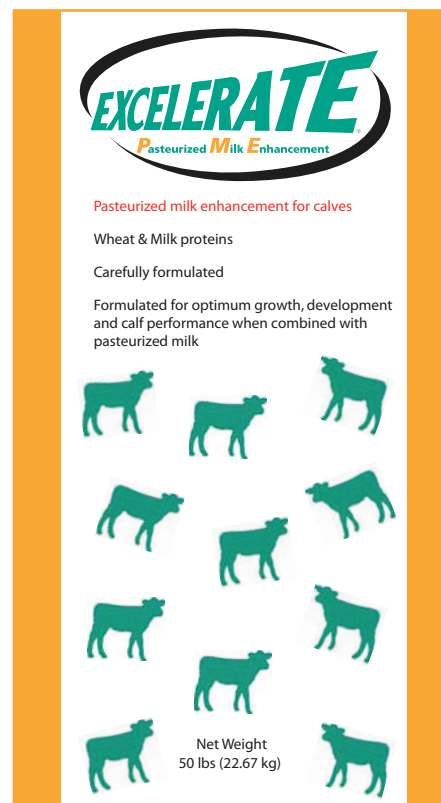 EXCELERATE®
Pasteurized Milk Enhancement
Pasteurized milk enhancement for calves
Wheat & Milk proteins
Carefully formulated
Formulated for optimum growth, development
and calf performance when combined with
pasteurized milk
Net Weight
50 lbs (22.67 kg)